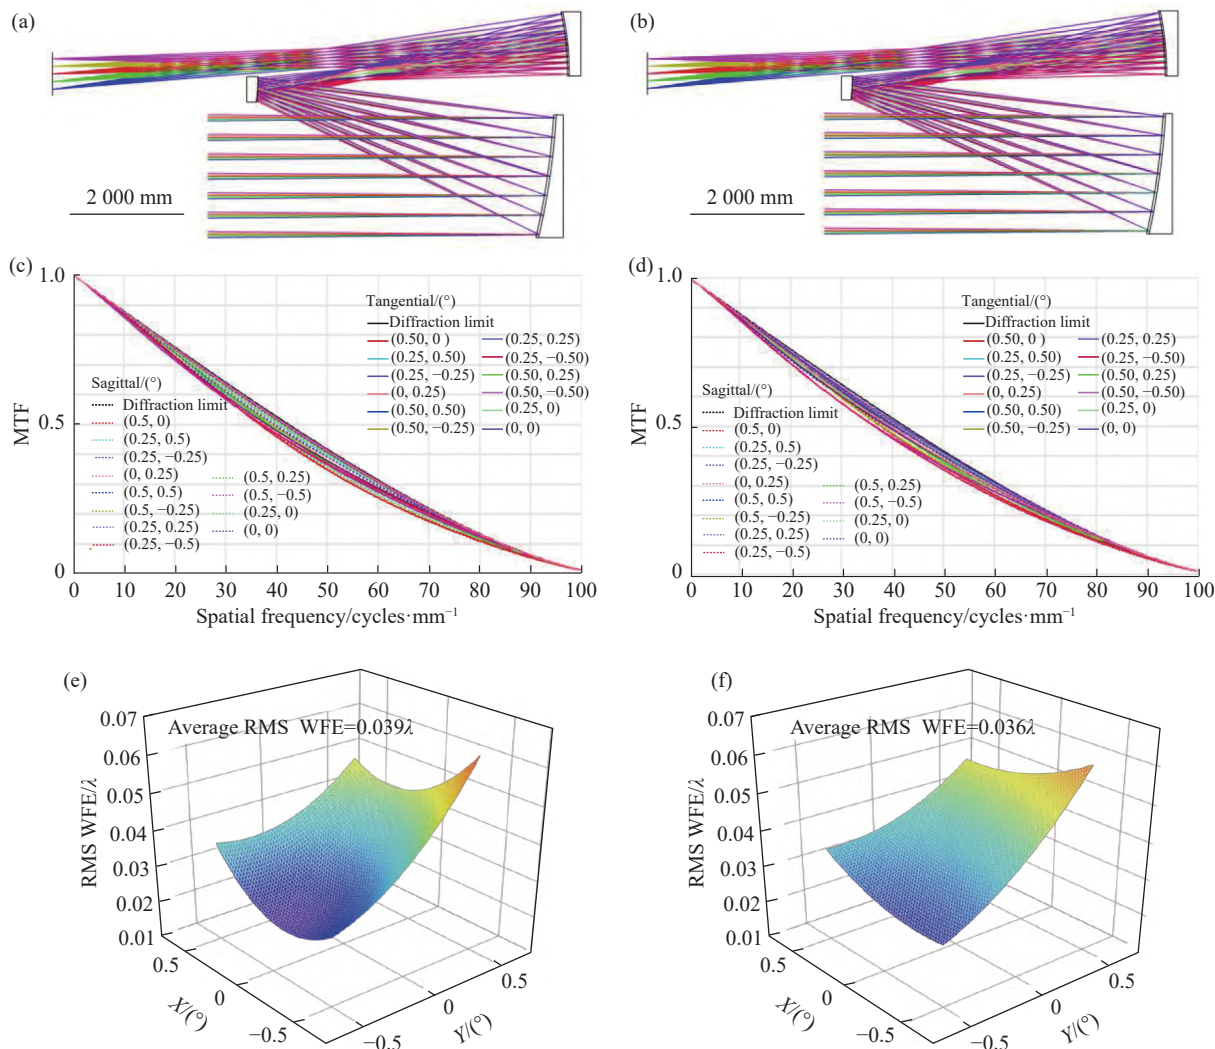 (a)
(b)
2 000 mm
2 000 mm
(c)
MTF
1.0
0.5
0
Tangential/(°)
Diffraction limit
(0.50, 0 )
(0.25, 0.50)
(0.25, −0.25)
(0, 0.25)
(0.50, 0.50)
(0.50, −0.25)
(0.25, 0.25)
(0.25, −0.50)
(0.50, 0.25)
(0.50, −0.50)
(0.25, 0)
(0, 0)
Sagittal/(°)
Diffraction limit
(0.5, 0)
(0.25, 0.5)
(0.25, −0.25)
(0, 0.25)
(0.5, 0.5)
(0.5, −0.25)
(0.25, 0.25)
(0.25, −0.5)
(0.5, 0.25)
(0.5, −0.5)
(0.25, 0)
(0, 0)
0 10 20 30 40 50 60 70 80 90 100
Spatial frequency/cycles·mm⁻¹
(d)
MTF
1.0
0.5
0
Tangential/(°)
Diffraction limit
(0.50, 0 )
(0.25, 0.50)
(0.25, −0.25)
(0, 0.25)
(0.50, 0.50)
(0.50, −0.25)
(0.25, 0.25)
(0.25, −0.50)
(0.50, 0.25)
(0.50, −0.50)
(0.25, 0)
(0, 0)
Sagittal/(°)
Diffraction limit
(0.5, 0)
(0.25, 0.5)
(0.25, −0.25)
(0, 0.25)
(0.5, 0.5)
(0.5, −0.25)
(0.25, 0.25)
(0.25, −0.5)
(0.5, 0.25)
(0.5, −0.5)
(0.25, 0)
(0, 0)
0 10 20 30 40 50 60 70 80 90 100
Spatial frequency/cycles·mm⁻¹
(e)
Average RMS WFE=0.039λ
RMS WFE/λ
0.07
0.06
0.05
0.04
0.03
0.02
0.01
0.5
0
−0.5
X/(°)
−0.5
0
0.5
Y/(°)
(f)
Average RMS WFE=0.036λ
RMS WFE/λ
0.07
0.06
0.05
0.04
0.03
0.02
0.01
0.5
0
−0.5
X/(°)
−0.5
0
0.5
Y/(°)